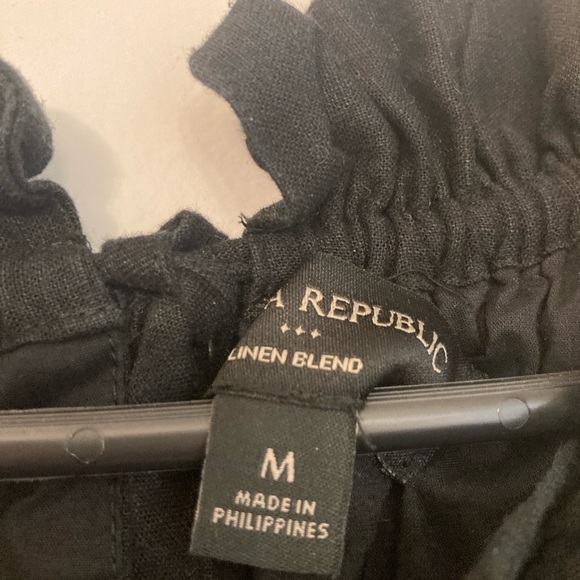 A REPUBLIC
LINEN BLEND
M
MADE IN
PHILIPPINES